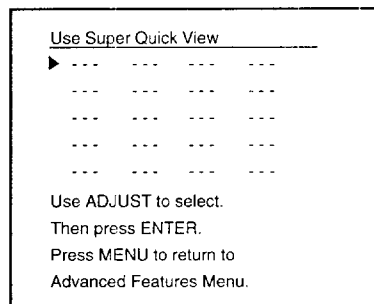 Use Super Quick View
▶ --- --- --- ---
--- --- --- ---
--- --- --- ---
--- --- --- ---
--- --- --- ---
Use ADJUST to select.
Then press ENTER.
Press MENU to return to
Advanced Features Menu.